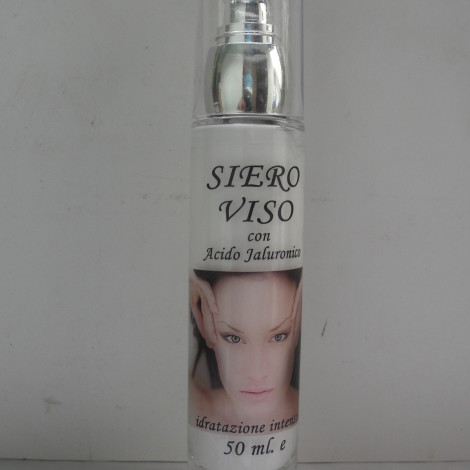 SIERO
VISO
con
Acido Jaluronico
idratazione
50 ml. e